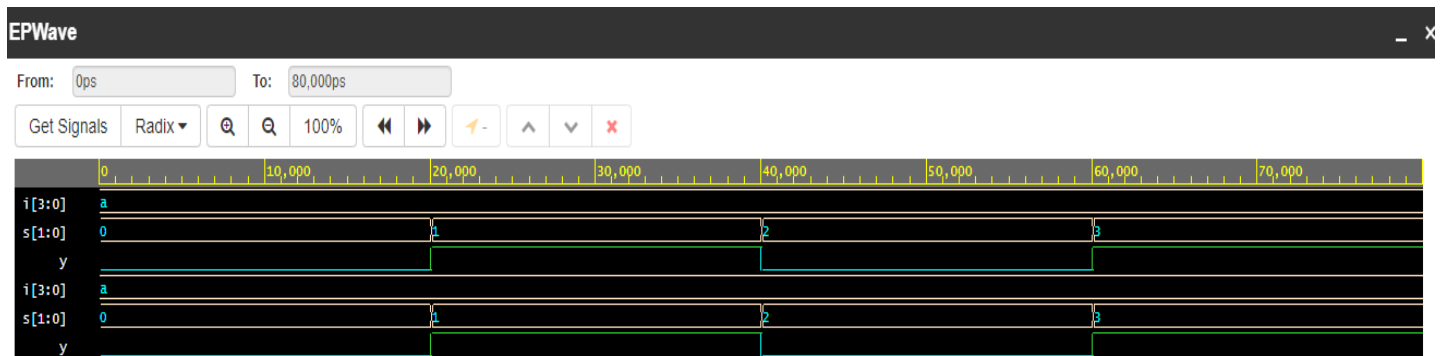 EPWave
From: 0ps To: 80,000ps
Get Signals Radix 100% -
0 10,000 20,000 30,000 40,000 50,000 60,000 70,000
i[3:0] a
s[1:0] 0 1 2 3
y
i[3:0] a
s[1:0] 0 1 2 3
y